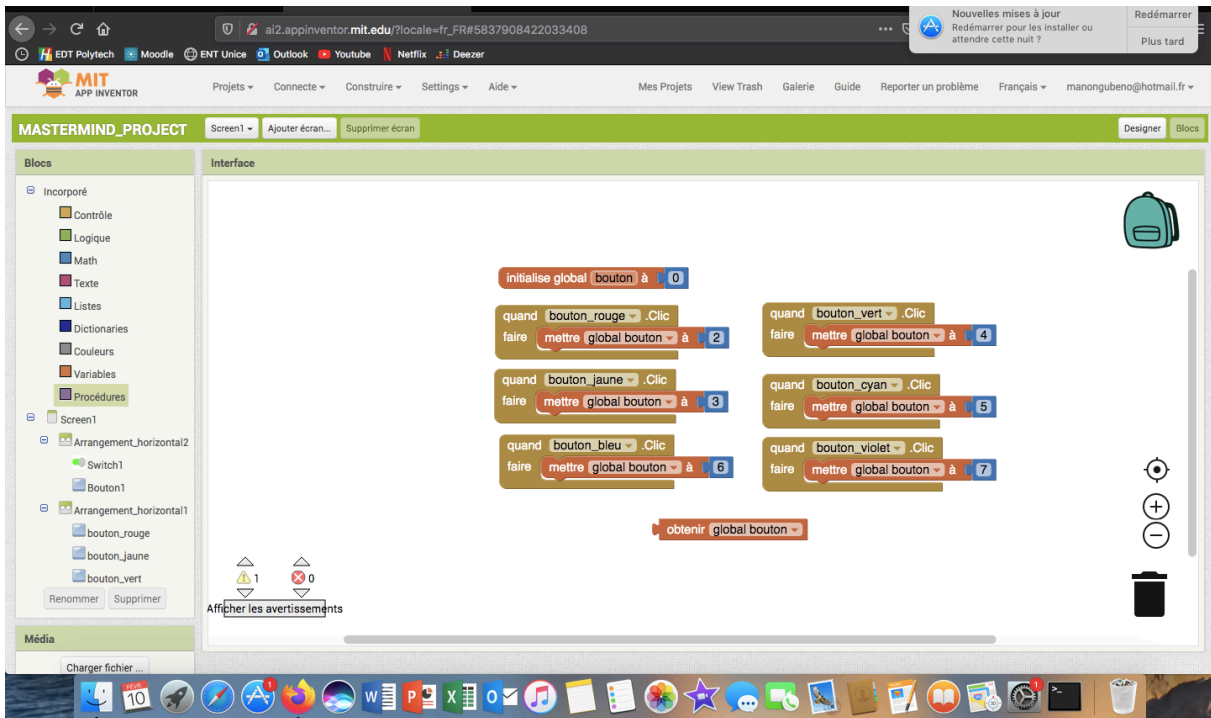 Nouvelles mises à jour
Redémarrer pour les installer ou
attendre cette nuit ?
Redémarrer
Plus tard
ai2.appinventor.mit.edu/?locale=fr_FR#5837908422033408
EDT Polytech Moodle ENT Unice Outlook Youtube Netflix Deezer
MIT
APP INVENTOR
Projets Connecte Construire Settings Aide Mes Projets View Trash Galerie Guide Reporter un problème Français manongubeno@hotmail.fr
MASTERMIND_PROJECT Screen1 Ajouter écran... Supprimer écran Designer Blocs
Blocs
Interface
Incorporé
Contrôle
Logique
Math
Texte
Listes
Dictionaries
Couleurs
Variables
Procédures
Screen1
Arrangement_horizontal2
Switch1
Bouton1
Arrangement_horizontal1
bouton_rouge
bouton_jaune
bouton_vert
Renommer Supprimer
Média
Charger fichier ...
initialise global bouton à 0
quand bouton_rouge .Clic
faire mettre global bouton à 2
quand bouton_vert .Clic
faire mettre global bouton à 4
quand bouton_jaune .Clic
faire mettre global bouton à 3
quand bouton_cyan .Clic
faire mettre global bouton à 5
quand bouton_bleu .Clic
faire mettre global bouton à 6
quand bouton_violet .Clic
faire mettre global bouton à 7
obtenir global bouton
1 0
Afficher les avertissements
FÉVR
10
1
1